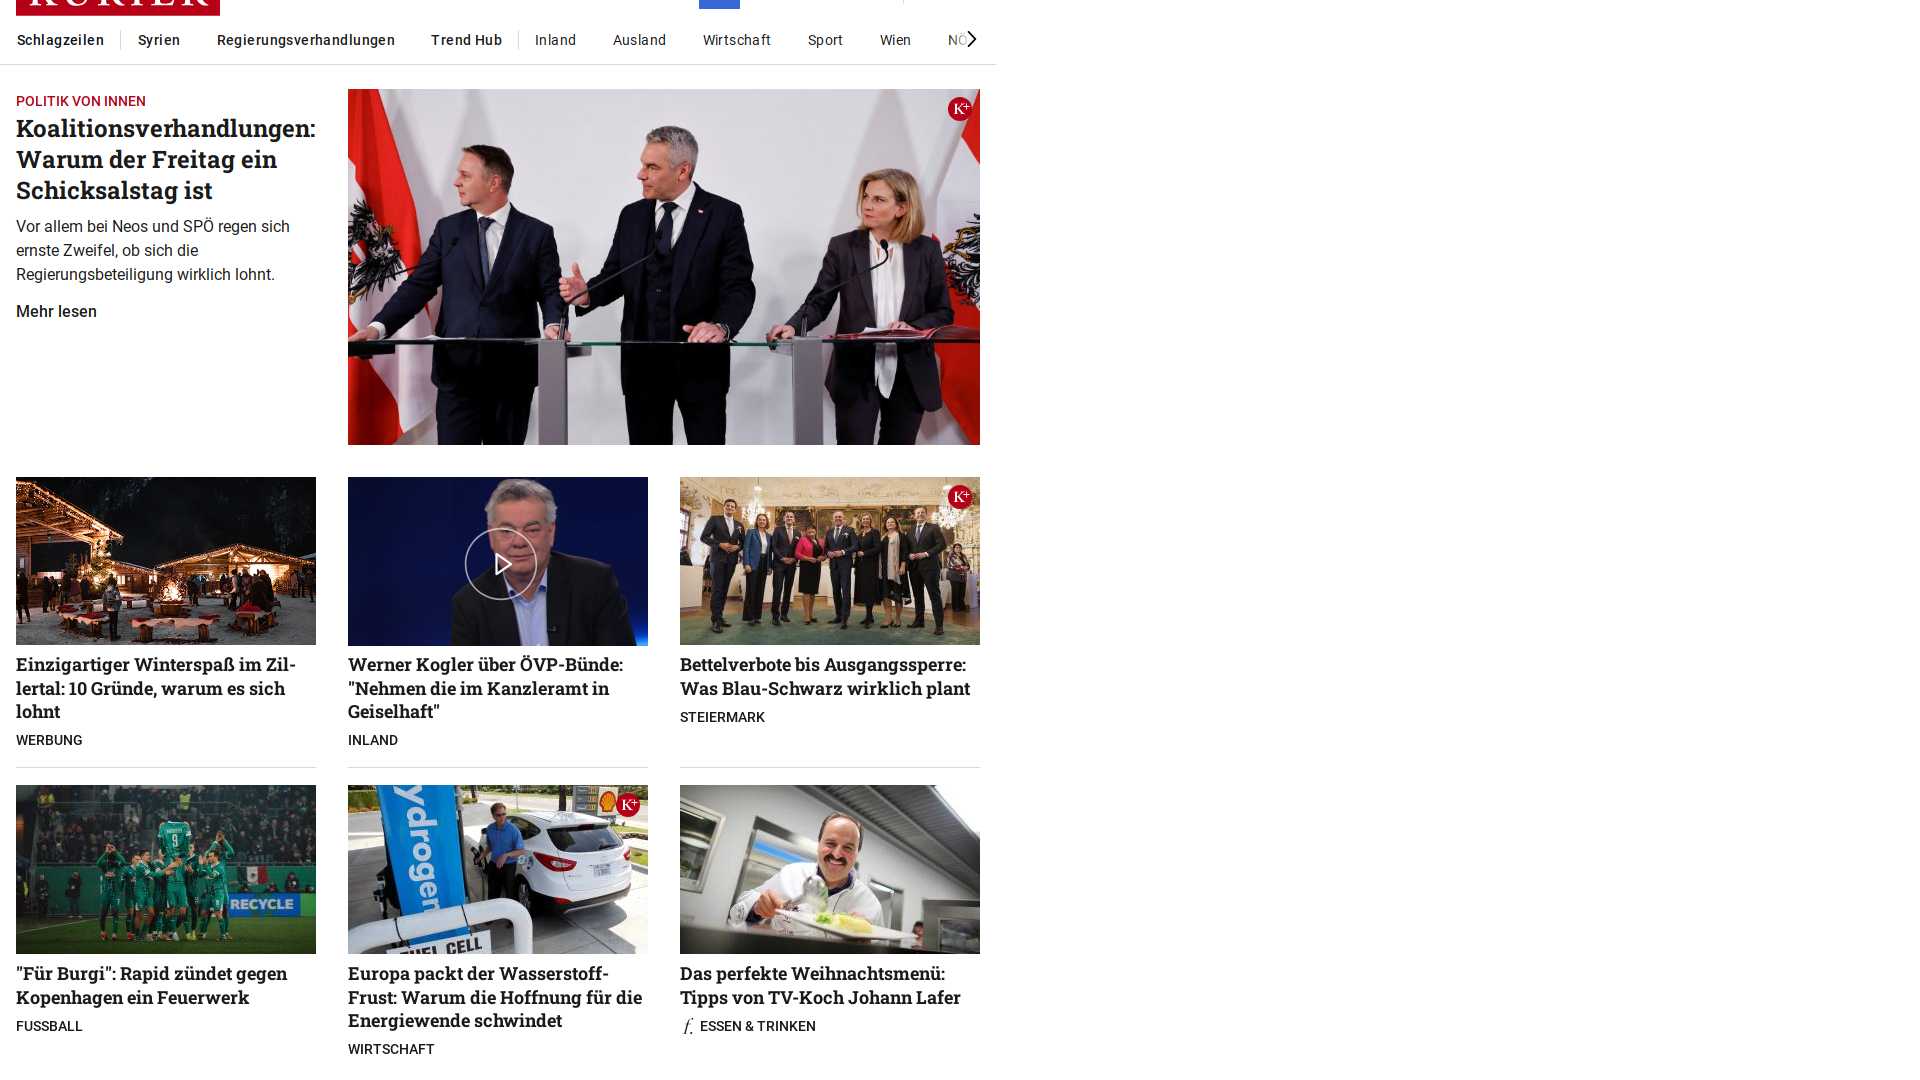 KURIER
Schlagzeilen
Syrien
Regierungsverhandlungen
Trend Hub
Inland
Ausland
Wirtschaft
Sport
Wien
NÖ
POLITIK VON INNEN
Koalitionsverhandlungen:
Warum der Freitag ein
Schicksalstag ist
Vor allem bei Neos und SPÖ regen sich
ernste Zweifel, ob sich die
Regierungsbeteiligung wirklich lohnt.
Mehr lesen
K+
K+
Einzigartiger Winterspaß im Zil-
lertal: 10 Gründe, warum es sich
lohnt
WERBUNG
Werner Kogler über ÖVP-Bünde:
"Nehmen die im Kanzleramt in
Geiselhaft"
INLAND
Bettelverbote bis Ausgangssperre:
Was Blau-Schwarz wirklich plant
STEIERMARK
9
RECYCLE
ydrogen
K+
FUEL CELL
"Für Burgi": Rapid zündet gegen
Kopenhagen ein Feuerwerk
FUSSBALL
Europa packt der Wasserstoff-
Frust: Warum die Hoffnung für die
Energiewende schwindet
WIRTSCHAFT
Das perfekte Weihnachtsmenü:
Tipps von TV-Koch Johann Lafer
f. ESSEN & TRINKEN